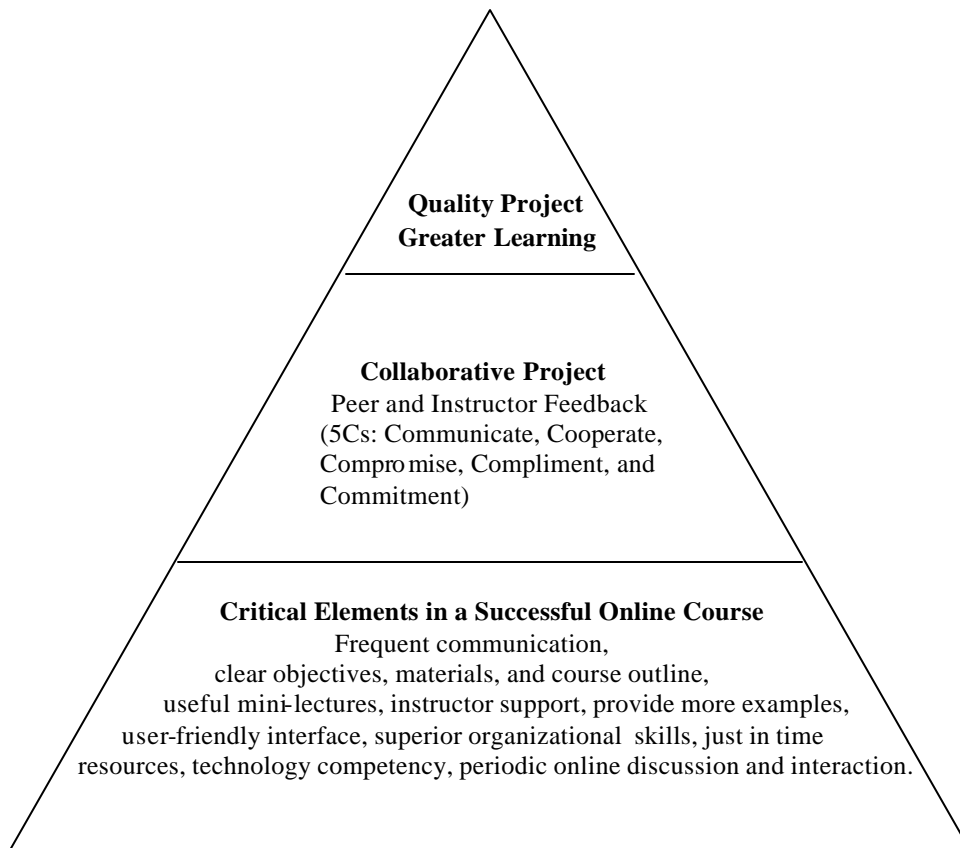 Quality Project
Greater Learning
Collaborative Project
Peer and Instructor Feedback
(5Cs: Communicate, Cooperate,
Compromise, Compliment, and
Commitment)
Critical Elements in a Successful Online Course
Frequent communication,
clear objectives, materials, and course outline,
useful mini-lectures, instructor support, provide more examples,
user-friendly interface, superior organizational skills, just in time
resources, technology competency, periodic online discussion and interaction.